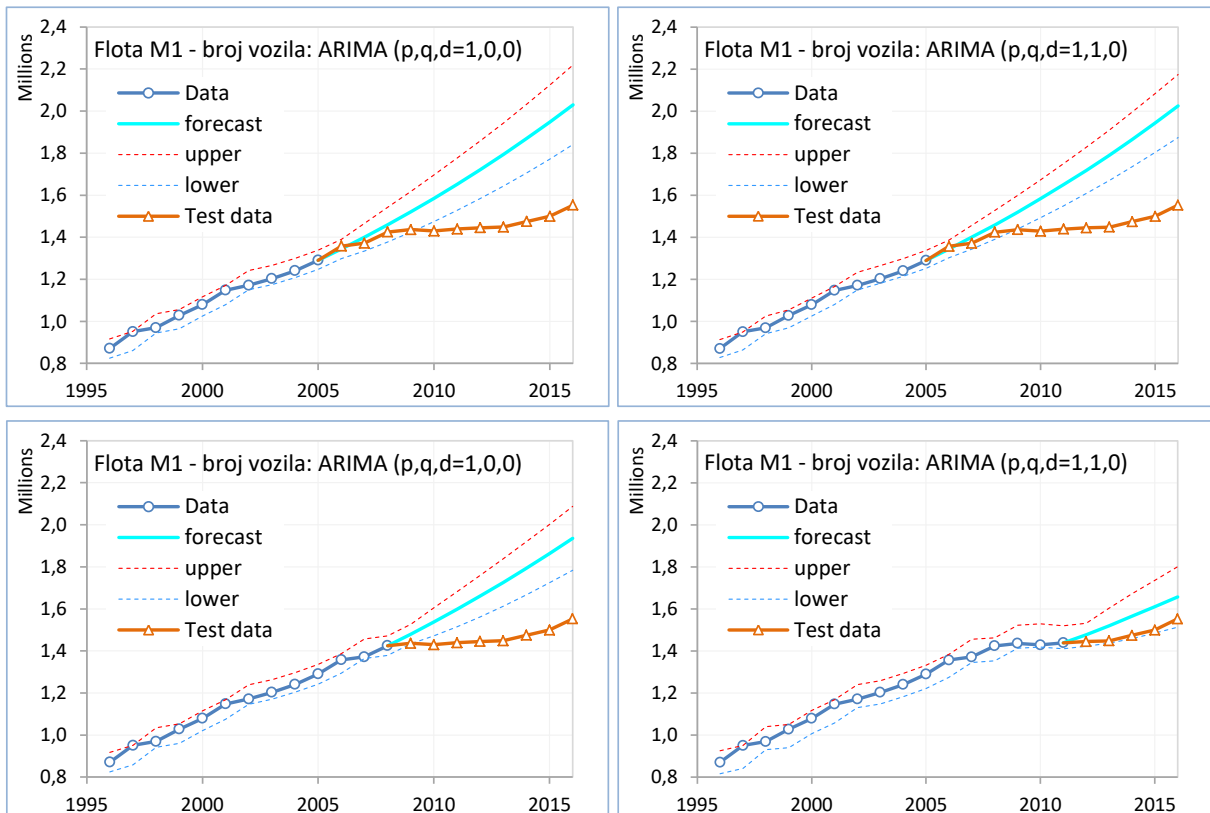 Flota M1 - broj vozila: ARIMA (p,q,d=1,0,0)
Millions
Data
forecast
upper
lower
Test data
2,4
2,2
2,0
1,8
1,6
1,4
1,2
1,0
0,8
1995 2000 2005 2010 2015
Flota M1 - broj vozila: ARIMA (p,q,d=1,1,0)
Millions
Data
forecast
upper
lower
Test data
2,4
2,2
2,0
1,8
1,6
1,4
1,2
1,0
0,8
1995 2000 2005 2010 2015
Flota M1 - broj vozila: ARIMA (p,q,d=1,0,0)
Millions
Data
forecast
upper
lower
Test data
2,4
2,2
2,0
1,8
1,6
1,4
1,2
1,0
0,8
1995 2000 2005 2010 2015
Flota M1 - broj vozila: ARIMA (p,q,d=1,1,0)
Millions
Data
forecast
upper
lower
Test data
2,4
2,2
2,0
1,8
1,6
1,4
1,2
1,0
0,8
1995 2000 2005 2010 2015